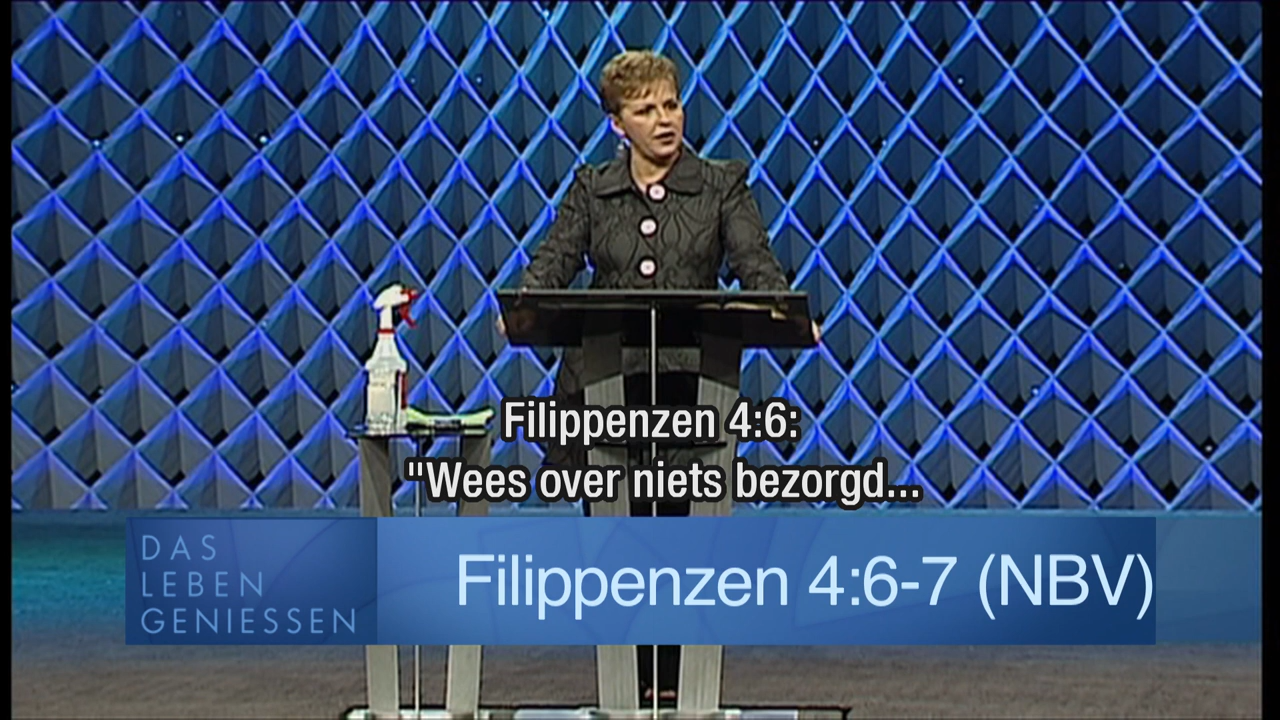 Filippenzen 4:6:
"Wees over niets bezorgd...
DAS
LEBEN
GENIESSEN
Filippenzen 4:6-7 (NBV)